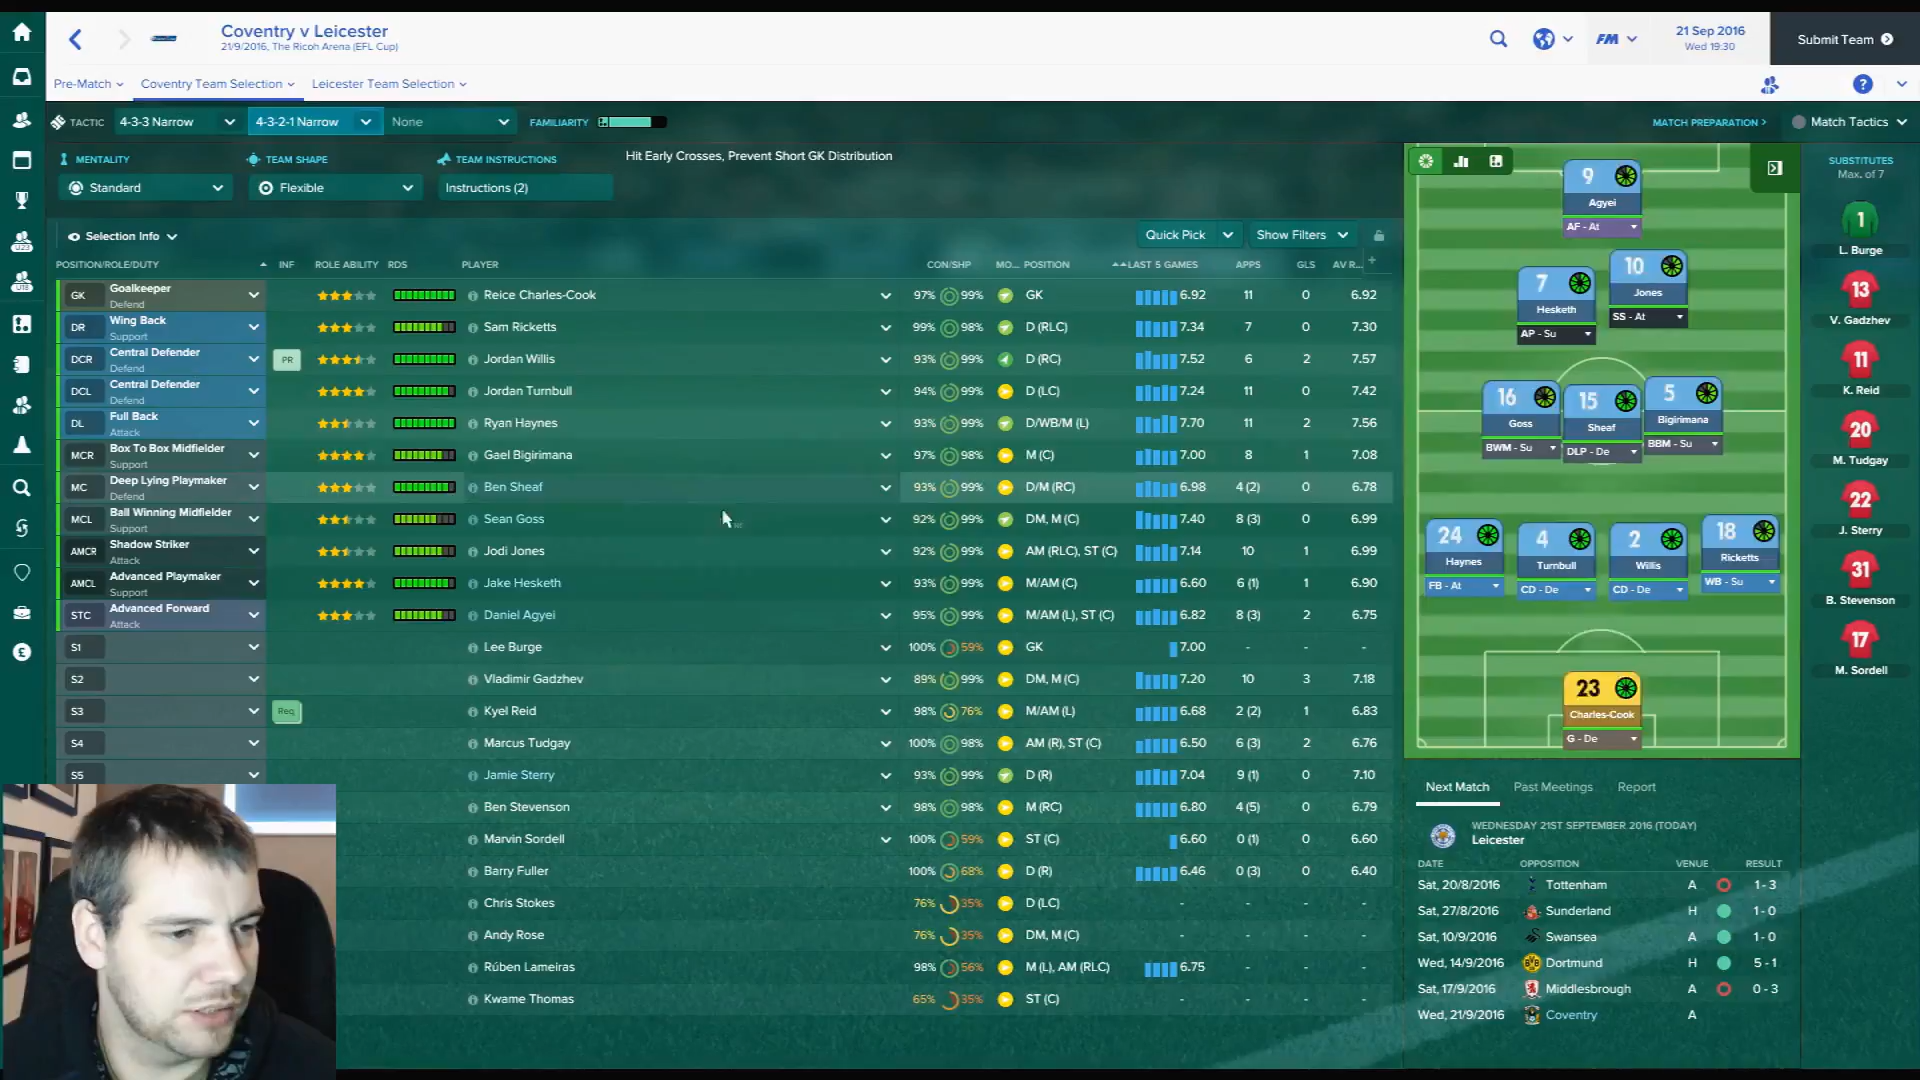 Coventry v Leicester
21/9/2016, The Ricoh Arena (EFL Cup)
FM
21 Sep 2016
Wed 19:30
Submit Team
Pre-Match
Coventry Team Selection
Leicester Team Selection
TACTIC
4-3-3 Narrow
4-3-2-1 Narrow
None
FAMILIARITY
MATCH PREPARATION >
Match Tactics
MENTALITY
TEAM SHAPE
TEAM INSTRUCTIONS
Hit Early Crosses, Prevent Short GK Distribution
Standard
Flexible
Instructions (2)
Selection Info
Quick Pick
Show Filters
POSITION/ROLE/DUTY INF ROLE ABILITY RDS PLAYER CON/SHP MO... POSITION LAST 5 GAMES APPS GLS AV R...
GK Goalkeeper Defend Reice Charles-Cook 97% 99% GK 6.92 11 0 6.92
DR Wing Back Support Sam Ricketts 99% 98% D (RLC) 7.34 7 0 7.30
DCR Central Defender Defend PR Jordan Willis 93% 99% D (RC) 7.52 6 2 7.57
DCL Central Defender Defend Jordan Turnbull 94% 99% D (LC) 7.24 11 0 7.42
DL Full Back Attack Ryan Haynes 93% 99% D/WB/M (L) 7.70 11 2 7.56
MCR Box To Box Midfielder Support Gael Bigirimana 97% 98% M (C) 7.00 8 1 7.08
MC Deep Lying Playmaker Defend Ben Sheaf 93% 99% D/M (RC) 6.98 4 (2) 0 6.78
MCL Ball Winning Midfielder Support Sean Goss 92% 99% DM, M (C) 7.40 8 (3) 0 6.99
AMCR Shadow Striker Attack Jodi Jones 92% 99% AM (RLC), ST (C) 7.14 10 1 6.99
AMCL Advanced Playmaker Support Jake Hesketh 93% 99% M/AM (C) 6.60 6 (1) 1 6.90
STC Advanced Forward Attack Daniel Agyei 95% 99% M/AM (L), ST (C) 6.82 8 (3) 2 6.75
S1 Lee Burge 100% 59% GK 7.00 - - -
S2 Vladimir Gadzhev 89% 99% DM, M (C) 7.20 10 3 7.18
S3 Req Kyel Reid 98% 76% M/AM (L) 6.68 2 (2) 1 6.83
S4 Marcus Tudgay 100% 98% AM (R), ST (C) 6.50 6 (3) 2 6.76
S5 Jamie Sterry 93% 99% D (R) 7.04 9 (1) 0 7.10
Ben Stevenson 98% 98% M (RC) 6.80 4 (5) 0 6.79
Marvin Sordell 100% 59% ST (C) 6.60 0 (1) 0 6.60
Barry Fuller 100% 68% D (R) 6.46 0 (3) 0 6.40
Chris Stokes 76% 35% D (LC) - - - -
Andy Rose 76% 35% DM, M (C) - - - -
Rúben Lameiras 98% 56% M (L), AM (RLC) 6.75 - - -
Kwame Thomas 65% 35% ST (C) - - - -
9
Agyei
AF - At
7
Hesketh
AP - Su
10
Jones
SS - At
16
Goss
BWM - Su
15
Sheaf
DLP - De
5
Bigirimana
BBM - Su
24
Haynes
FB - At
4
Turnbull
CD - De
2
Willis
CD - De
18
Ricketts
WB - Su
23
Charles-Cook
G - De
SUBSTITUTES
Max. of 7
1
L. Burge
13
V. Gadzhev
11
K. Reid
20
M. Tudgay
22
J. Sterry
31
B. Stevenson
17
M. Sordell
Next Match
Past Meetings
Report
WEDNESDAY 21ST SEPTEMBER 2016 (TODAY)
Leicester
DATE OPPOSITION VENUE RESULT
Sat, 20/8/2016 Tottenham A 1 - 3
Sat, 27/8/2016 Sunderland H 1 - 0
Sat, 10/9/2016 Swansea A 1 - 0
Wed, 14/9/2016 Dortmund H 5 - 1
Sat, 17/9/2016 Middlesbrough A 0 - 3
Wed, 21/9/2016 Coventry A